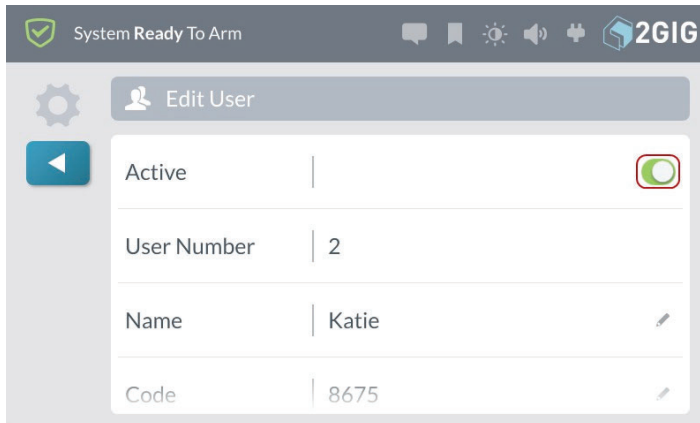 System Ready To Arm
2GIG
Edit User
Active
User Number 2
Name Katie
Code 8675